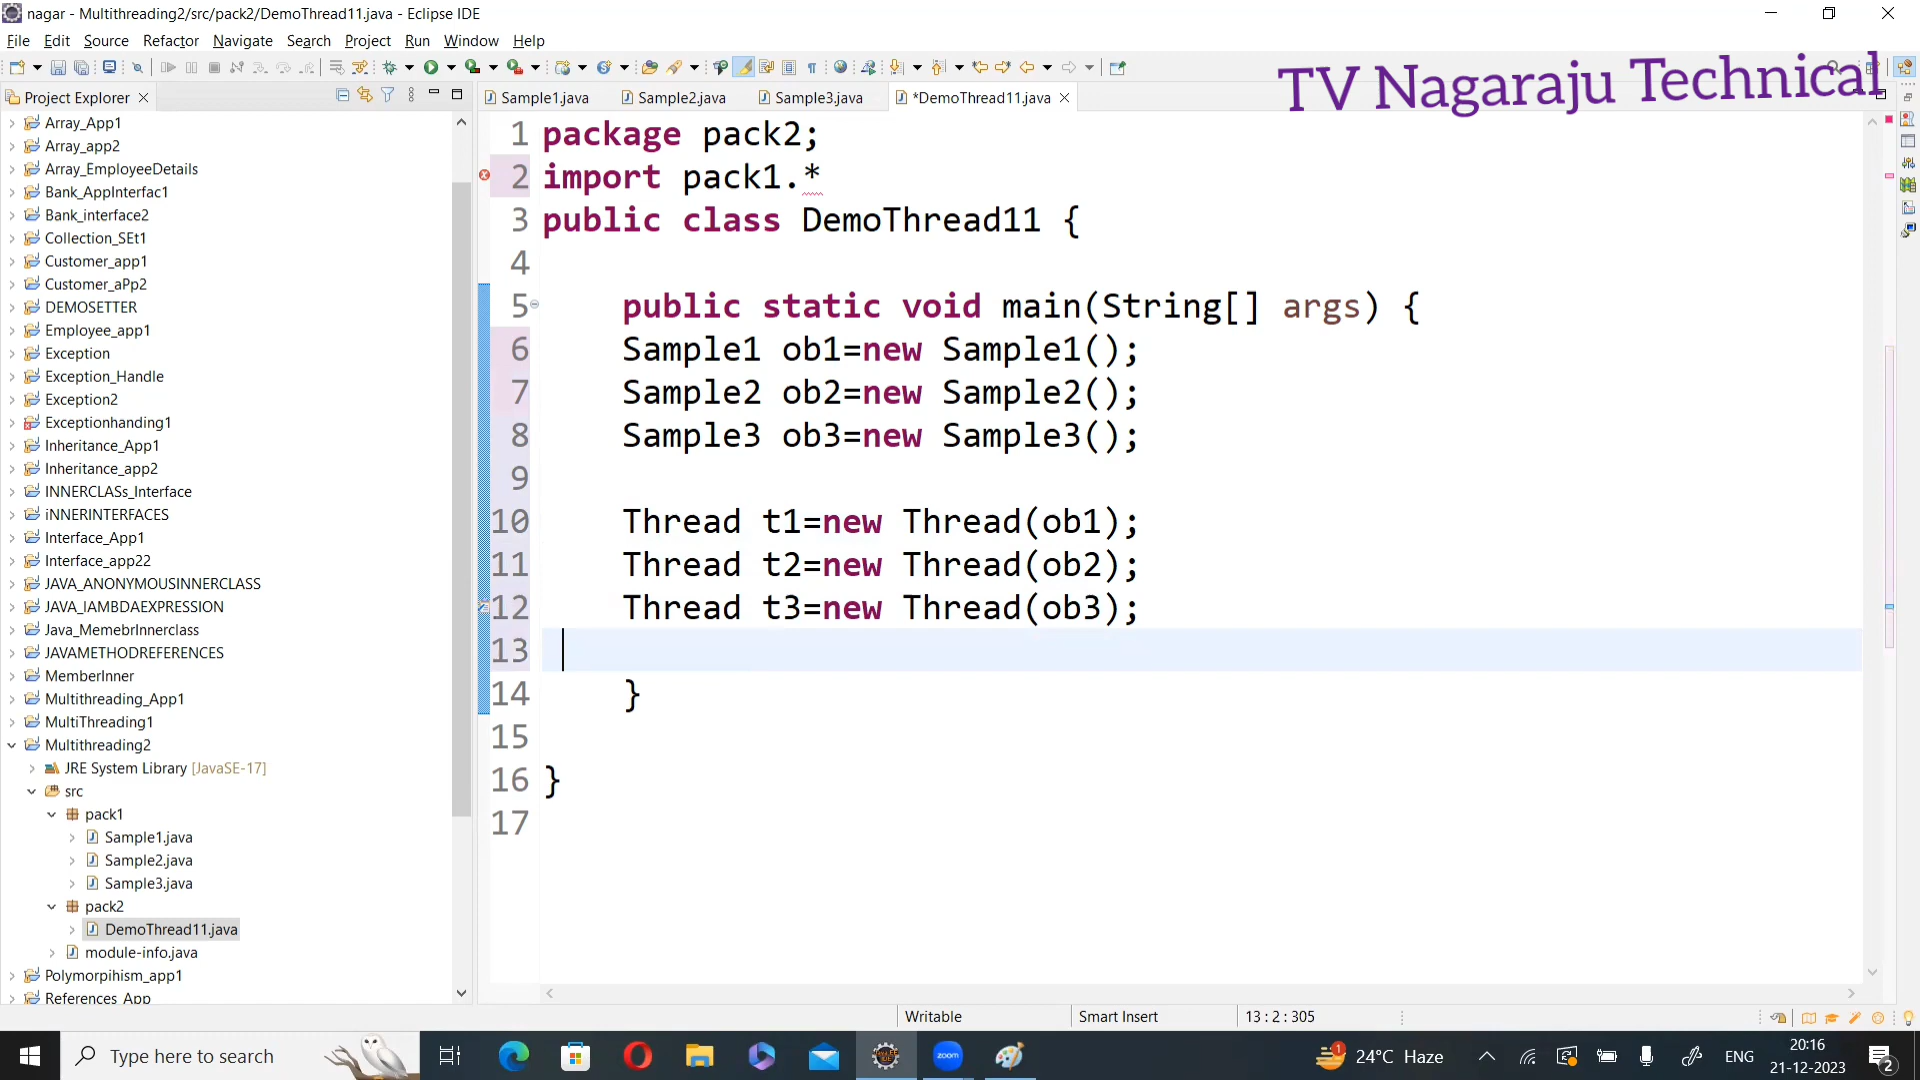 nagar - Multithreading2/src/pack2/DemoThread11.java - Eclipse IDE
File Edit Source Refactor Navigate Search Project Run Window Help
TV Nagaraju Technical
Project Explorer
Sample1.java Sample2.java Sample3.java *DemoThread11.java
Array_App1
Array_app2
Array_EmployeeDetails
Bank_AppInterfac1
Bank_interface2
Collection_SEt1
Customer_app1
Customer_aPp2
DEMOSETTER
Employee_app1
Exception
Exception_Handle
Exception2
Exceptionhanding1
Inheritance_App1
Inheritance_app2
INNERCLASs_Interface
iNNERINTERFACES
Interface_App1
Interface_app22
JAVA_ANONYMOUSINNERCLASS
JAVA_lAMBDAEXPRESSION
Java_MemebrInnerclass
JAVAMETHODREFERENCES
MemberInner
Multithreading_App1
MultiThreading1
Multithreading2
JRE System Library [JavaSE-17]
src
pack1
Sample1.java
Sample2.java
Sample3.java
pack2
DemoThread11.java
module-info.java
Polymorpihism_app1
References_App
1 package pack2;
2 import pack1.*
3 public class DemoThread11 {
4
5 public static void main(String[] args) {
6 Sample1 ob1=new Sample1();
7 Sample2 ob2=new Sample2();
8 Sample3 ob3=new Sample3();
9
10 Thread t1=new Thread(ob1);
11 Thread t2=new Thread(ob2);
12 Thread t3=new Thread(ob3);
13
14 }
15
16 }
17
Writable Smart Insert 13 : 2 : 305
Type here to search
zoom
1 24°C Haze ENG 20:16
21-12-2023
2